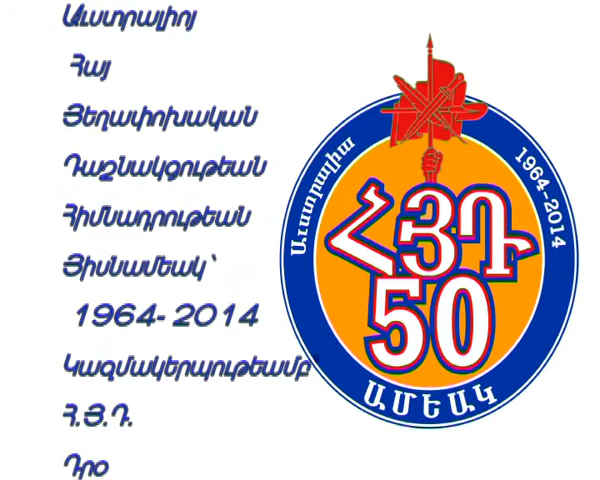 Աւստրալիոյ
Հայ
Յեղափոխական
Դաշնակցութեան
Հիմնադրութեան
Յիսնամեակ՝
1964- 2014
Կազմակերպութեամբ՝
Հ.Յ.Դ.
Դրօ
Աւստրալիա
1964-2014
ՀՅԴ
50
ԱՄԵԱԿ